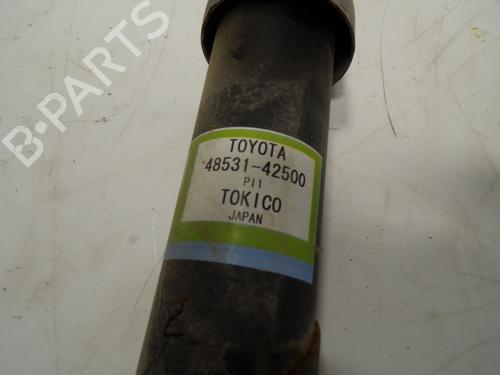 B-PARTS
TOYOTA
48531-42500
P11
TOKICO
JAPAN